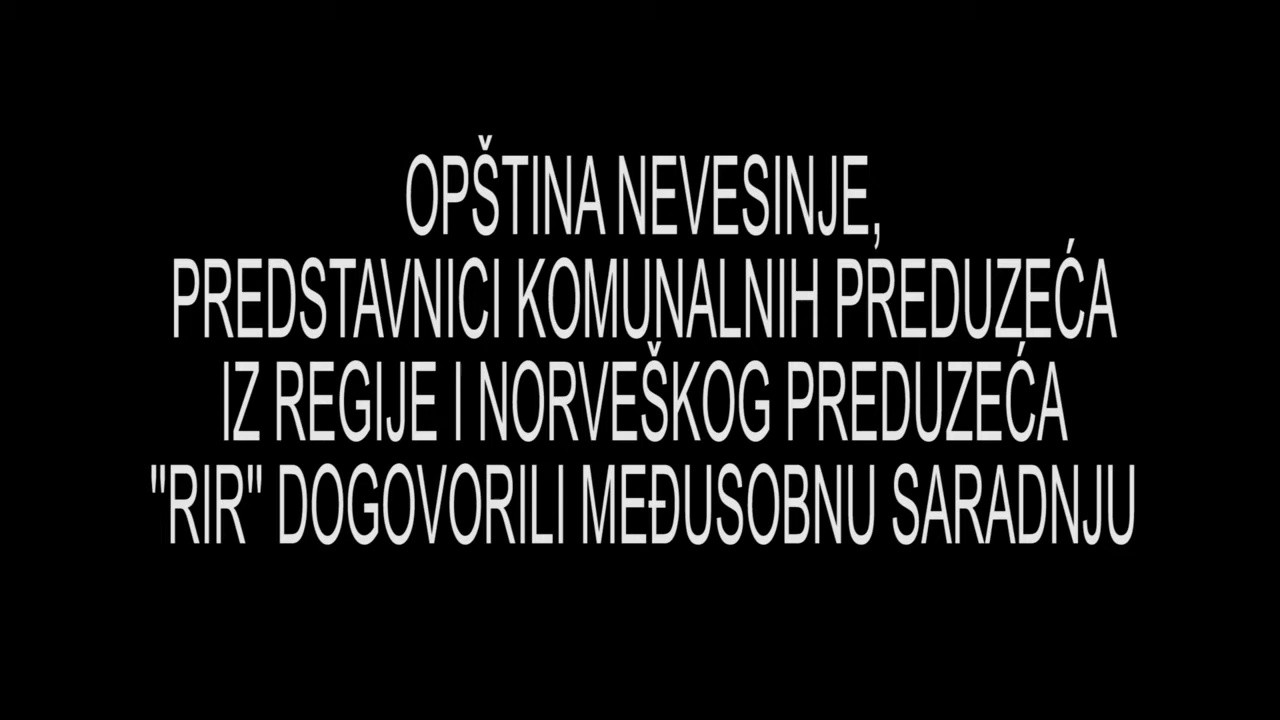 OPŠTINA NEVESINJE,
PREDSTAVNICI KOMUNALNIH PREDUZEĆA
IZ REGIJE I NORVEŠKOG PREDUZEĆA
"RIR" DOGOVORILI MEĐUSOBNU SARADNJU